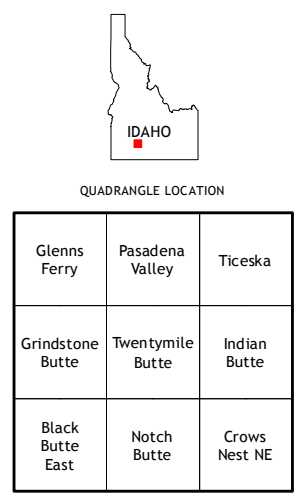 IDAHO
QUADRANGLE LOCATION
Glenns
Ferry
Pasadena
Valley
Ticeska
Grindstone
Butte
Twentymile
Butte
Indian
Butte
Black
Butte
East
Notch
Butte
Crows
Nest NE